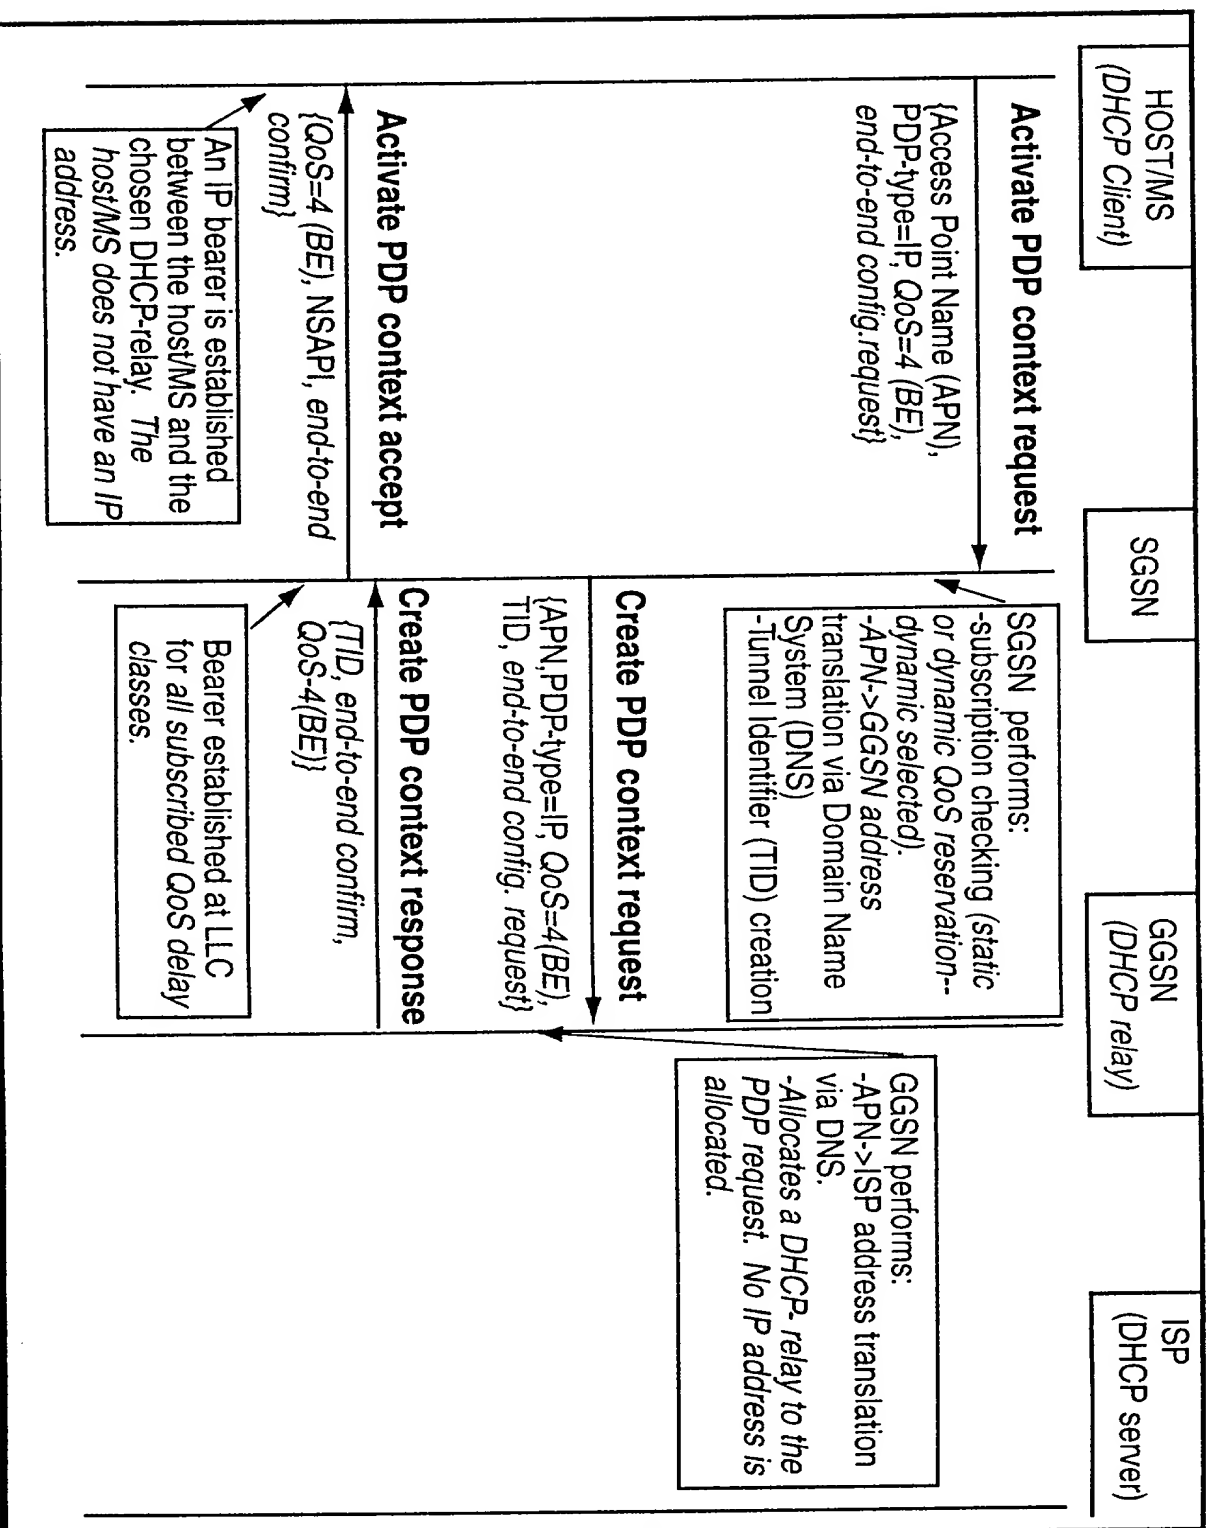 HOST/MS
(DHCP Client)
SGSN
GGSN
(DHCP relay)
ISP
(DHCP server)
Activate PDP context request
{Access Point Name (APN),
PDP-type=IP, QoS=4 (BE),
end-to-end config.request}
SGSN performs:
-subscription checking (static
or dynamic QoS reservation--
dynamic selected).
-APN->GGSN address
translation via Domain Name
System (DNS)
-Tunnel Identifier (TID) creation
Create PDP context request
{APN,PDP-type=IP, QoS=4(BE),
TID, end-to-end config. request}
GGSN performs:
-APN->ISP address translation
via DNS.
-Allocates a DHCP- relay to the
PDP request. No IP address is
allocated.
Create PDP context response
{TID, end-to-end confirm,
QoS-4(BE)}
Bearer established at LLC
for all subscribed QoS delay
classes.
Activate PDP context accept
{QoS=4 (BE), NSAPI, end-to-end
confirm}
An IP bearer is established
between the host/MS and the
chosen DHCP-relay. The
host/MS does not have an IP
address.